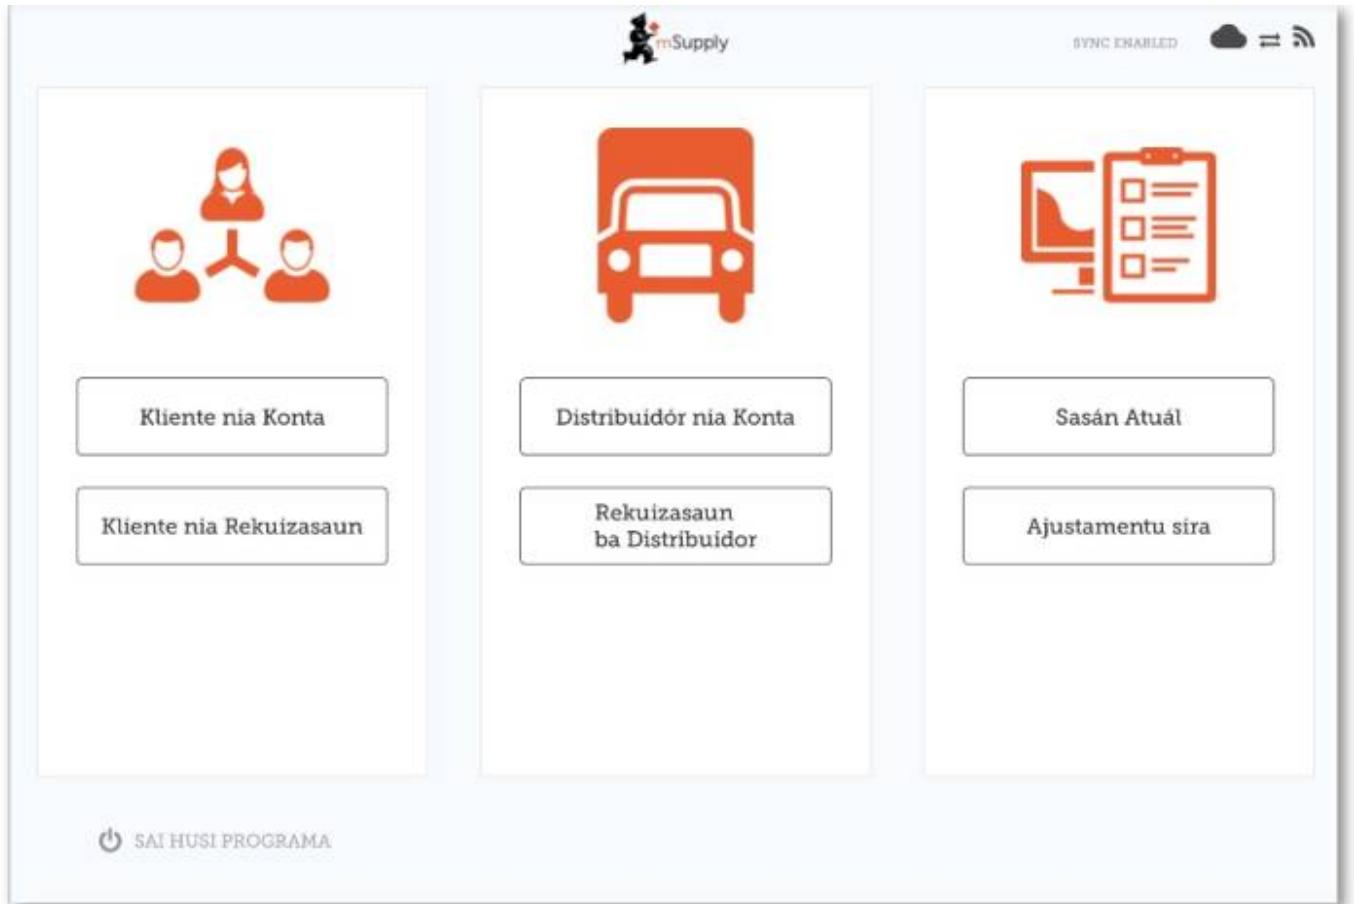 mSupply
SYNC ENABLED
Kliente nia Konta
Kliente nia Rekuizasaun
Distribuidór nia Konta
Rekuizasaun
ba Distribuidor
Sasán Atuál
Ajustamentu sira
SAI HUSI PROGRAMA